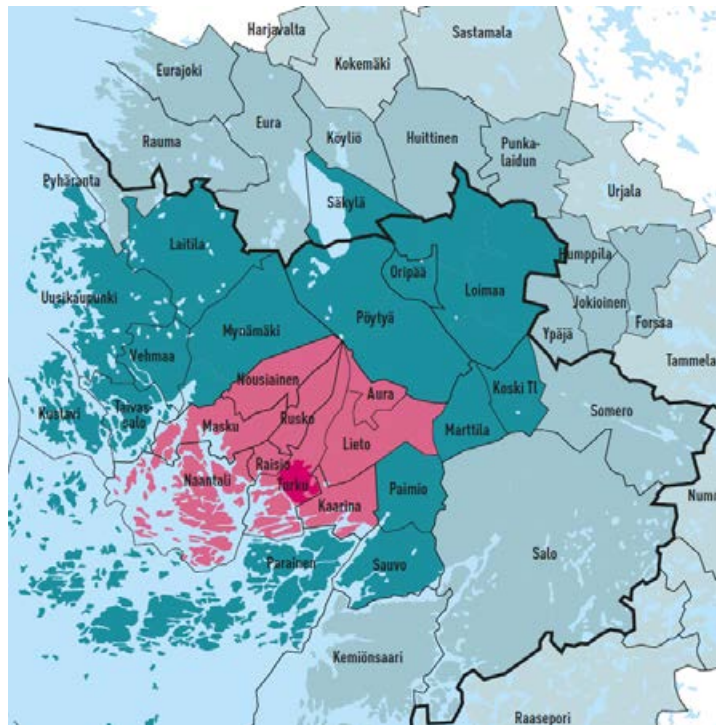 Harjavalta
Sastamala
Kokemäki
Eurajoki
Eura
Köyliö
Huittinen
Punka-
laidun
Rauma
Urjala
Pyhäranta
Säkylä
Laitila
Oripää
Loimaa
Humppila
Jokioinen
Forssa
Uusikaupunki
Pöytyä
Mynämäki
Ypäjä
Vehmaa
Tammela
Nousiainen
Koski Tl
Aura
Kustavi
Taivas-
salo
Somero
Masku
Rusko
Marttila
Lieto
Raisio
Naantali
Turku
Paimio
Kaarina
Numm
Parainen
Sauvo
Salo
Kemiönsaari
Raasepori